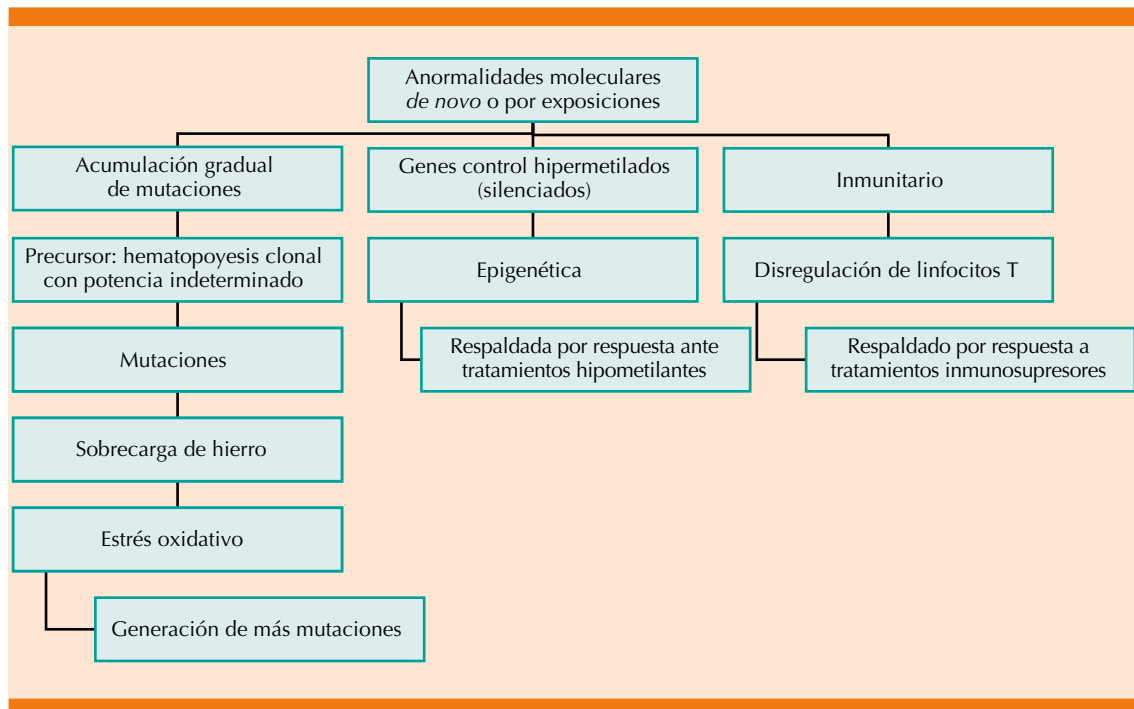 Anormalidades moleculares
de novo o por exposiciones
Acumulación gradual
de mutaciones
Genes control hipermetilados
(silenciados)
Inmunitario
Precursor: hematopoyesis clonal
con potencia indeterminado
Epigenética
Disregulación de linfocitos T
Mutaciones
Respaldada por respuesta ante
tratamientos hipometilantes
Respaldado por respuesta a
tratamientos inmunosupresores
Sobrecarga de hierro
Estrés oxidativo
Generación de más mutaciones